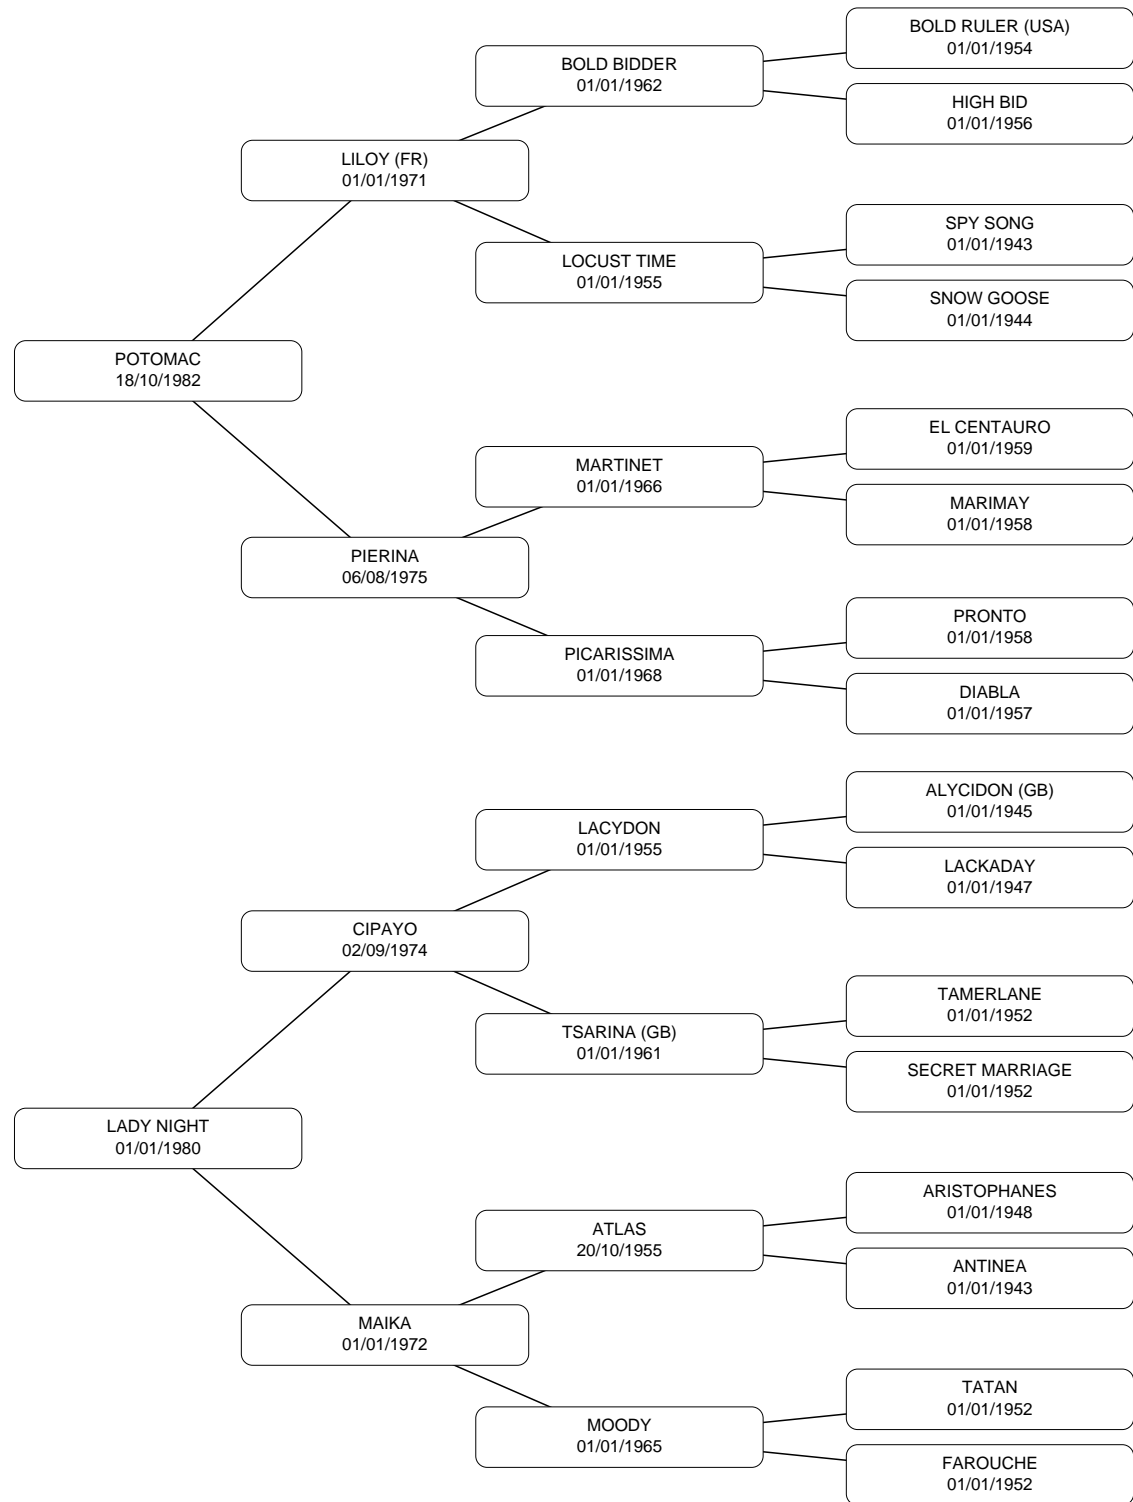 BOLD RULER (USA)
01/01/1954
BOLD BIDDER
01/01/1962
HIGH BID
01/01/1956
LILOY (FR)
01/01/1971
SPY SONG
01/01/1943
LOCUST TIME
01/01/1955
SNOW GOOSE
01/01/1944
POTOMAC
18/10/1982
EL CENTAURO
01/01/1959
MARTINET
01/01/1966
MARIMAY
01/01/1958
PIERINA
06/08/1975
PRONTO
01/01/1958
PICARISSIMA
01/01/1968
DIABLA
01/01/1957
ALYCIDON (GB)
01/01/1945
LACYDON
01/01/1955
LACKADAY
01/01/1947
CIPAYO
02/09/1974
TAMERLANE
01/01/1952
TSARINA (GB)
01/01/1961
SECRET MARRIAGE
01/01/1952
LADY NIGHT
01/01/1980
ARISTOPHANES
01/01/1948
ATLAS
20/10/1955
ANTINEA
01/01/1943
MAIKA
01/01/1972
TATAN
01/01/1952
MOODY
01/01/1965
FAROUCHE
01/01/1952